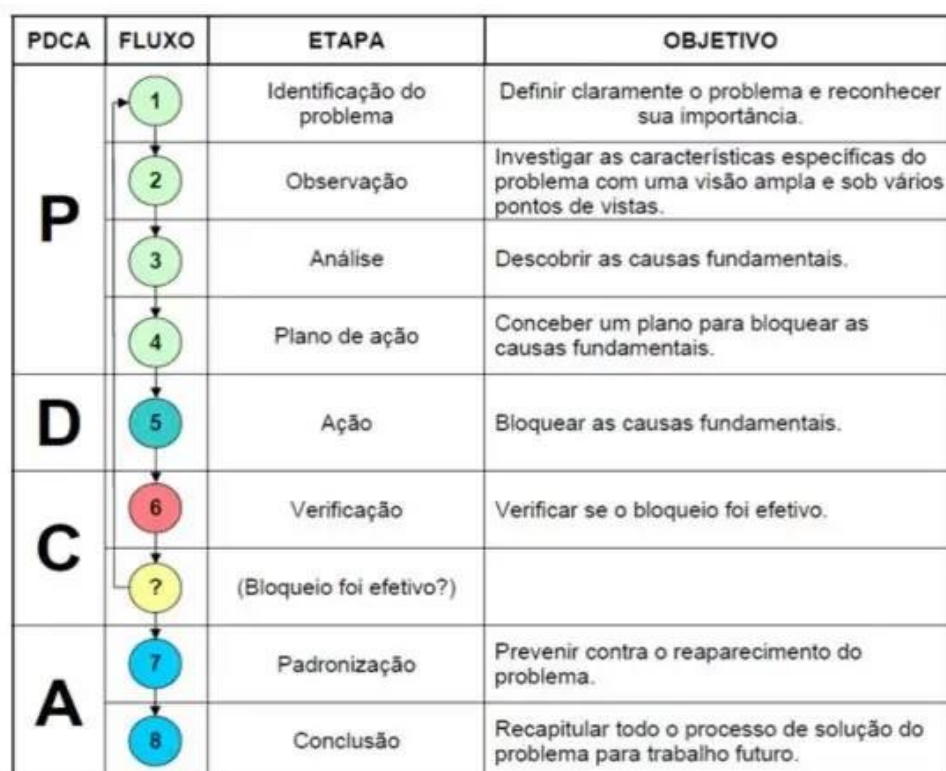 PDCA FLUXO ETAPA OBJETIVO
P
1 Identificação do Definir claramente o problema e reconhecer
problema sua importância.
2 Observação Investigar as características específicas do
problema com uma visão ampla e sob vários
pontos de vistas.
3 Análise Descobrir as causas fundamentais.
4 Plano de ação Conceber um plano para bloquear as
causas fundamentais.
D
5 Ação Bloquear as causas fundamentais.
C
6 Verificação Verificar se o bloqueio foi efetivo.
? (Bloqueio foi efetivo?)
A
7 Padronização Prevenir contra o reaparecimento do
problema.
8 Conclusão Recapitular todo o processo de solução do
problema para trabalho futuro.